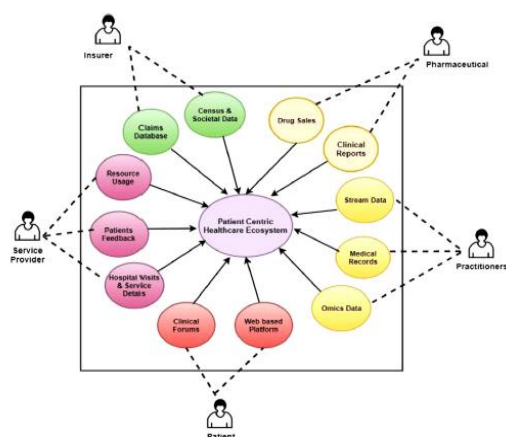 Insurer
Pharmaceutical
Census &
Societal Data
Drug Sales
Claims
Database
Clinical
Reports
Resource
Usage
Stream Data
Patient Centric
Healthcare Ecosystem
Service
Provider
Patients
Feedback
Medical
Records
Practitioners
Hospital Visits
& Service
Details
Omics Data
Clinical
Forums
Web based
Platform
Patient